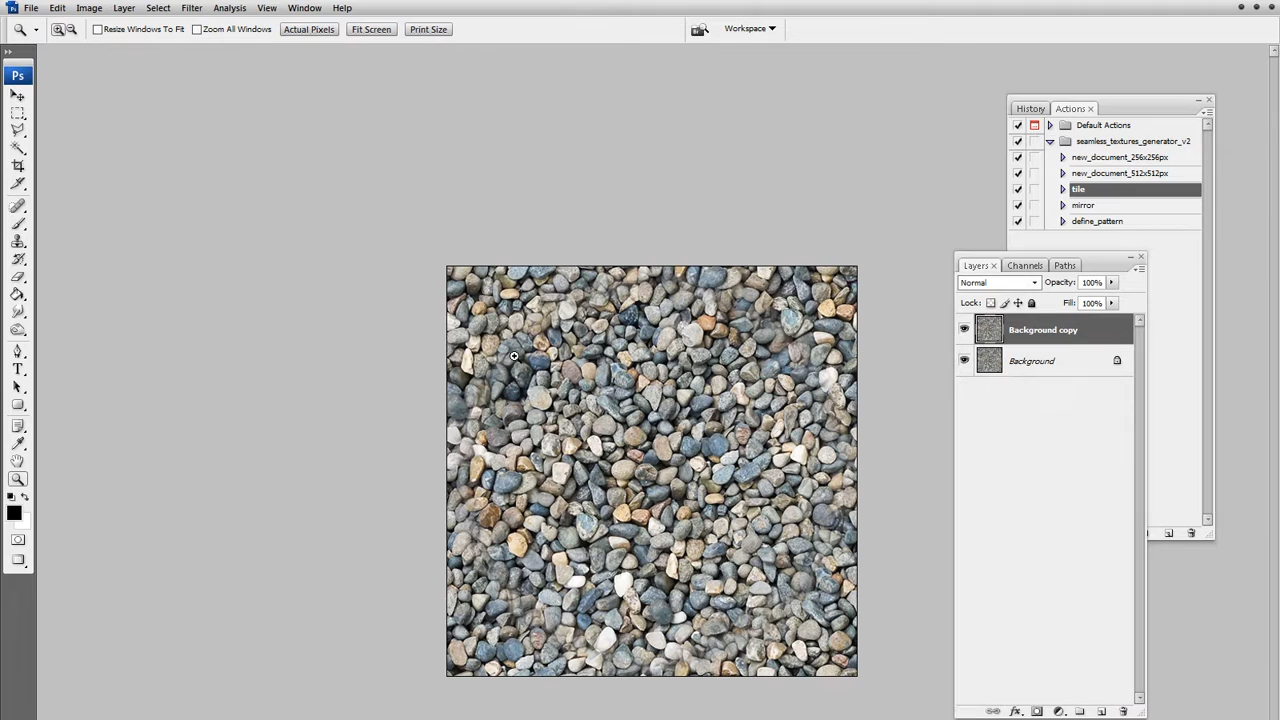 File Edit Image Layer Select Filter Analysis View Window Help
Resize Windows To Fit Zoom All Windows Actual Pixels Fit Screen Print Size Workspace
Ps
History Actions
Default Actions
seamless_textures_generator_v2
new_document_256x256px
new_document_512x512px
tile
mirror
define_pattern
Layers Channels Paths
Normal Opacity: 100%
Lock: Fill: 100%
Background copy
Background
T
fx